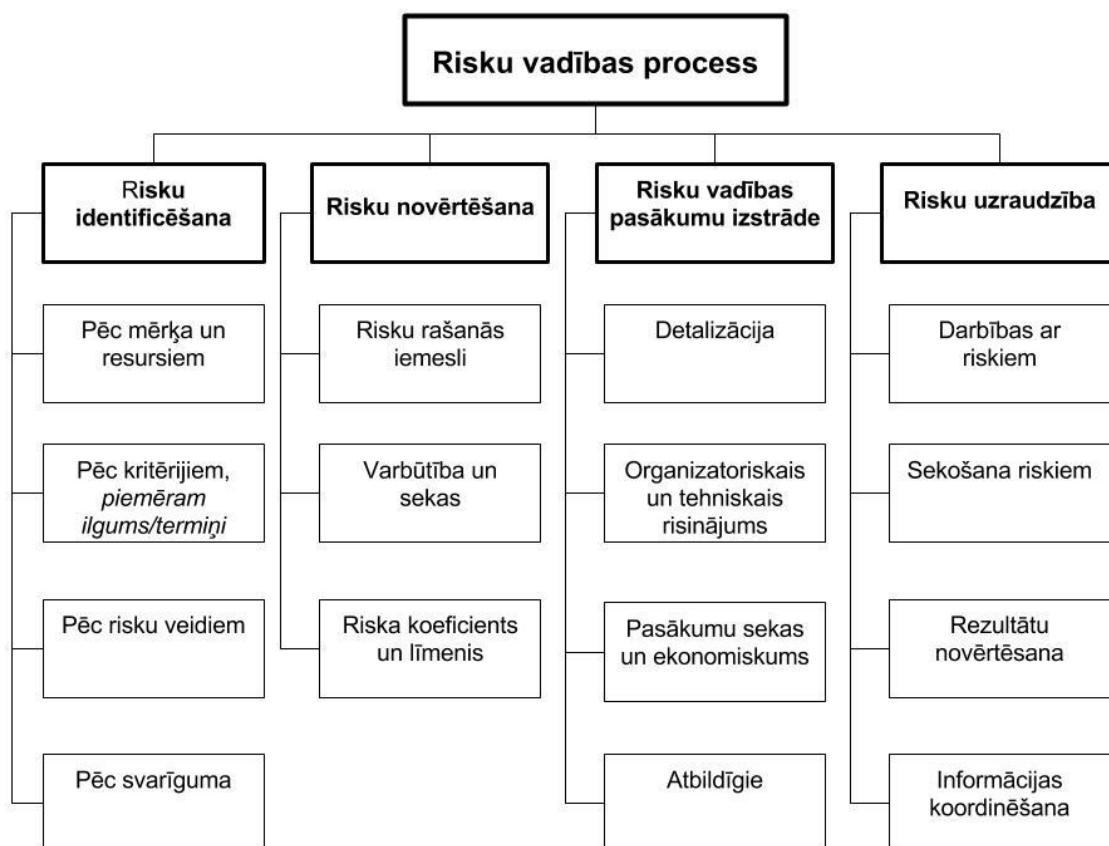 Risku vadības process
Risku
identificēšana
Risku novērtēšana
Risku vadības
pasākumu izstrāde
Risku uzraudzība
Pēc mērķa un
resursiem
Risku rašanās
iemesli
Detalizācija
Darbības ar
riskiem
Pēc kritērijiem,
piemēram
ilgums/termiņi
Varbūtība un
sekas
Organizatoriskais
un tehniskais
risinājums
Sekošana riskiem
Pēc risku veidiem
Riska koeficients
un līmenis
Pasākumu sekas
un ekonomiskums
Rezultātu
novērtēsana
Pēc svarīguma
Atbildīgie
Informācijas
koordinēšana